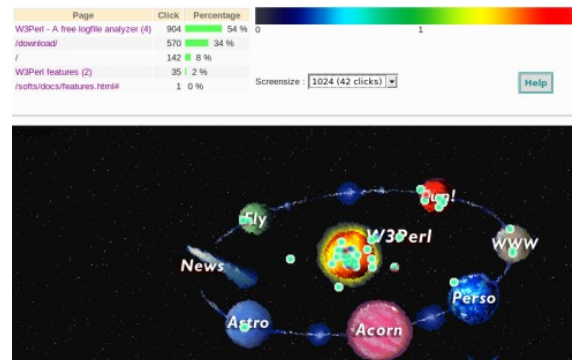 Page Click Percentage
W3Perl - A free logfile analyzer (4) 904 54 %
/download/ 570 34 %
/ 142 8 %
W3Perl features (2) 35 2 %
/softs/docs/features.html# 1 0 %
0 1
Screensize : 1024 (42 clicks) Help
Fun!
Fly
W3Perl
WWW
News
Perso
Astro
Acorn